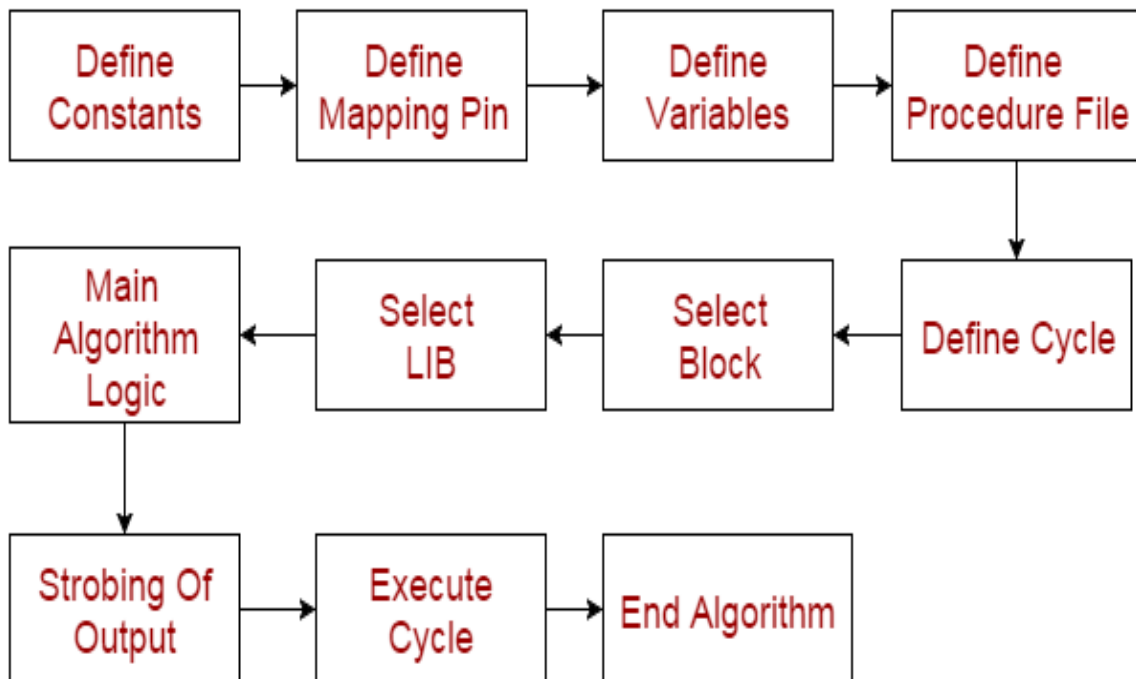 Define
Constants
Define
Mapping Pin
Define
Variables
Define
Procedure File
Define Cycle
Select
Block
Select
LIB
Main
Algorithm
Logic
Strobing Of
Output
Execute
Cycle
End Algorithm